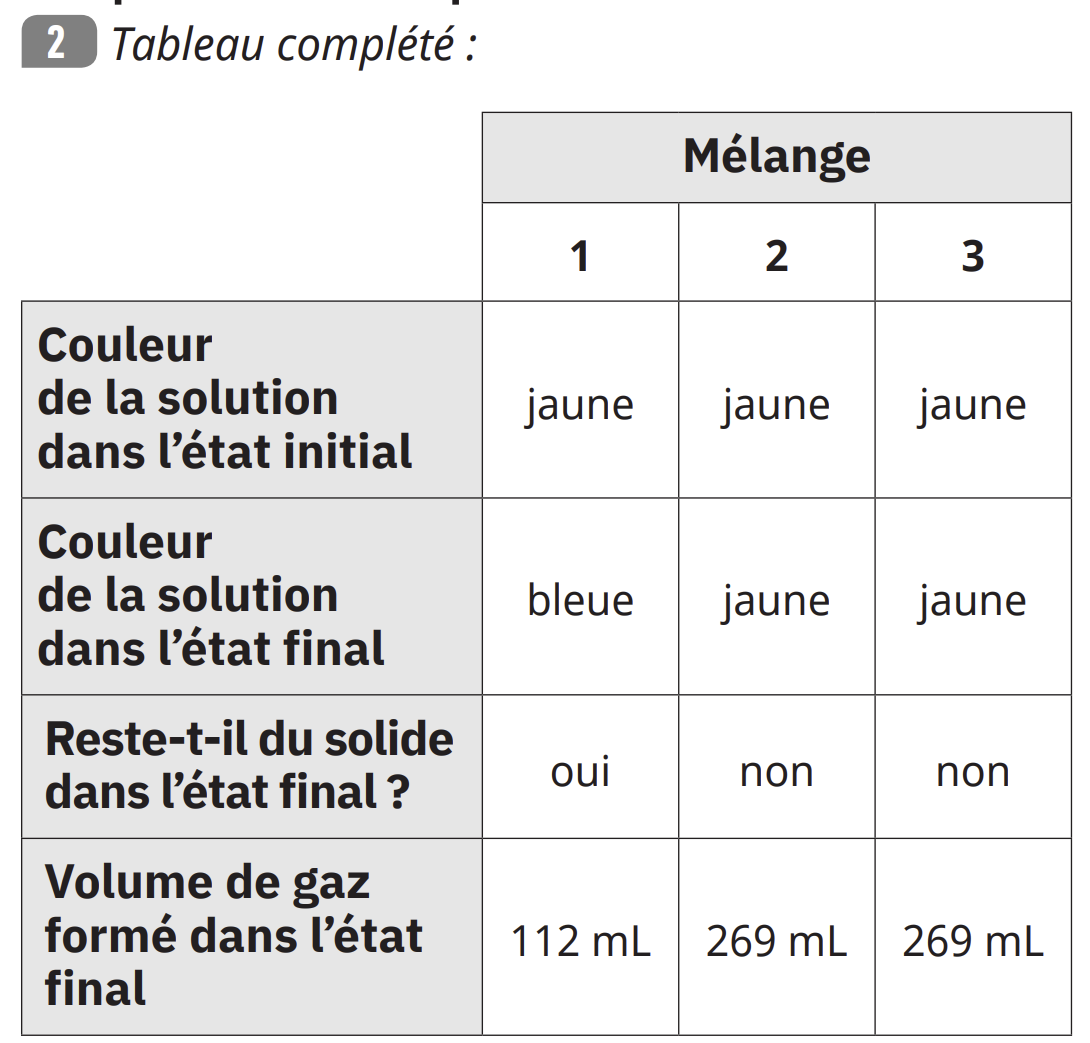 2 Tableau complété :
Mélange
1 2 3
Couleur
de la solution
dans l’état initial
jaune jaune jaune
Couleur
de la solution
dans l’état final
bleue jaune jaune
Reste-t-il du solide
dans l’état final ?
oui non non
Volume de gaz
formé dans l’état
final
112 mL 269 mL 269 mL